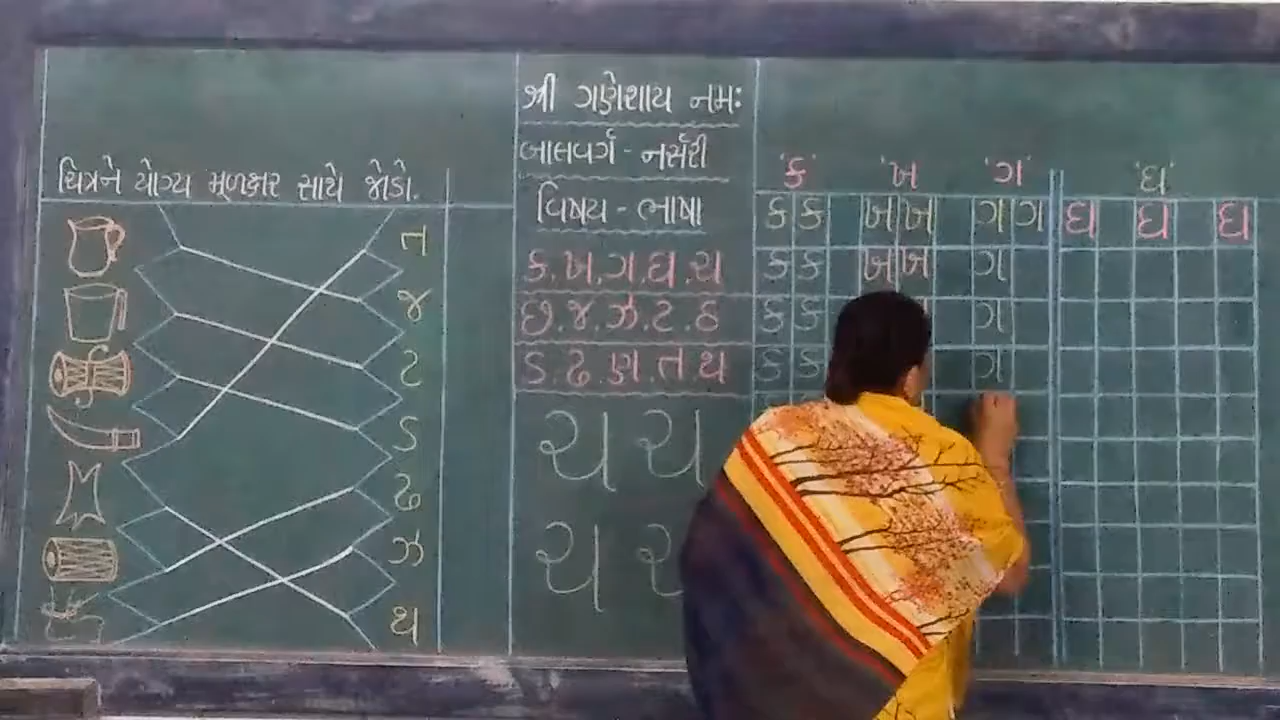 ચિત્રને યોગ્ય મૂળાક્ષર સાથે જોડો.
ત
જ
ટ
ડ
ઢ
ઝ
થ
શ્રી ગણેશાય નમઃ
બાલવર્ગ - નર્સરી
વિષય - ભાષા
ક.ખ.ગ.ઘ.ચ
છ.જ.ઝ.ટ.ઠ
ડ.ઢ.ણ.ત.થ
ચ ચ
ચ
'ક' 'ખ' 'ગ' 'ઘ'
ક ક ખ ખ ગ ગ ઘ ઘ ઘ
ક ક ખ ખ ગ
ક ક ગ
ક ક ગ